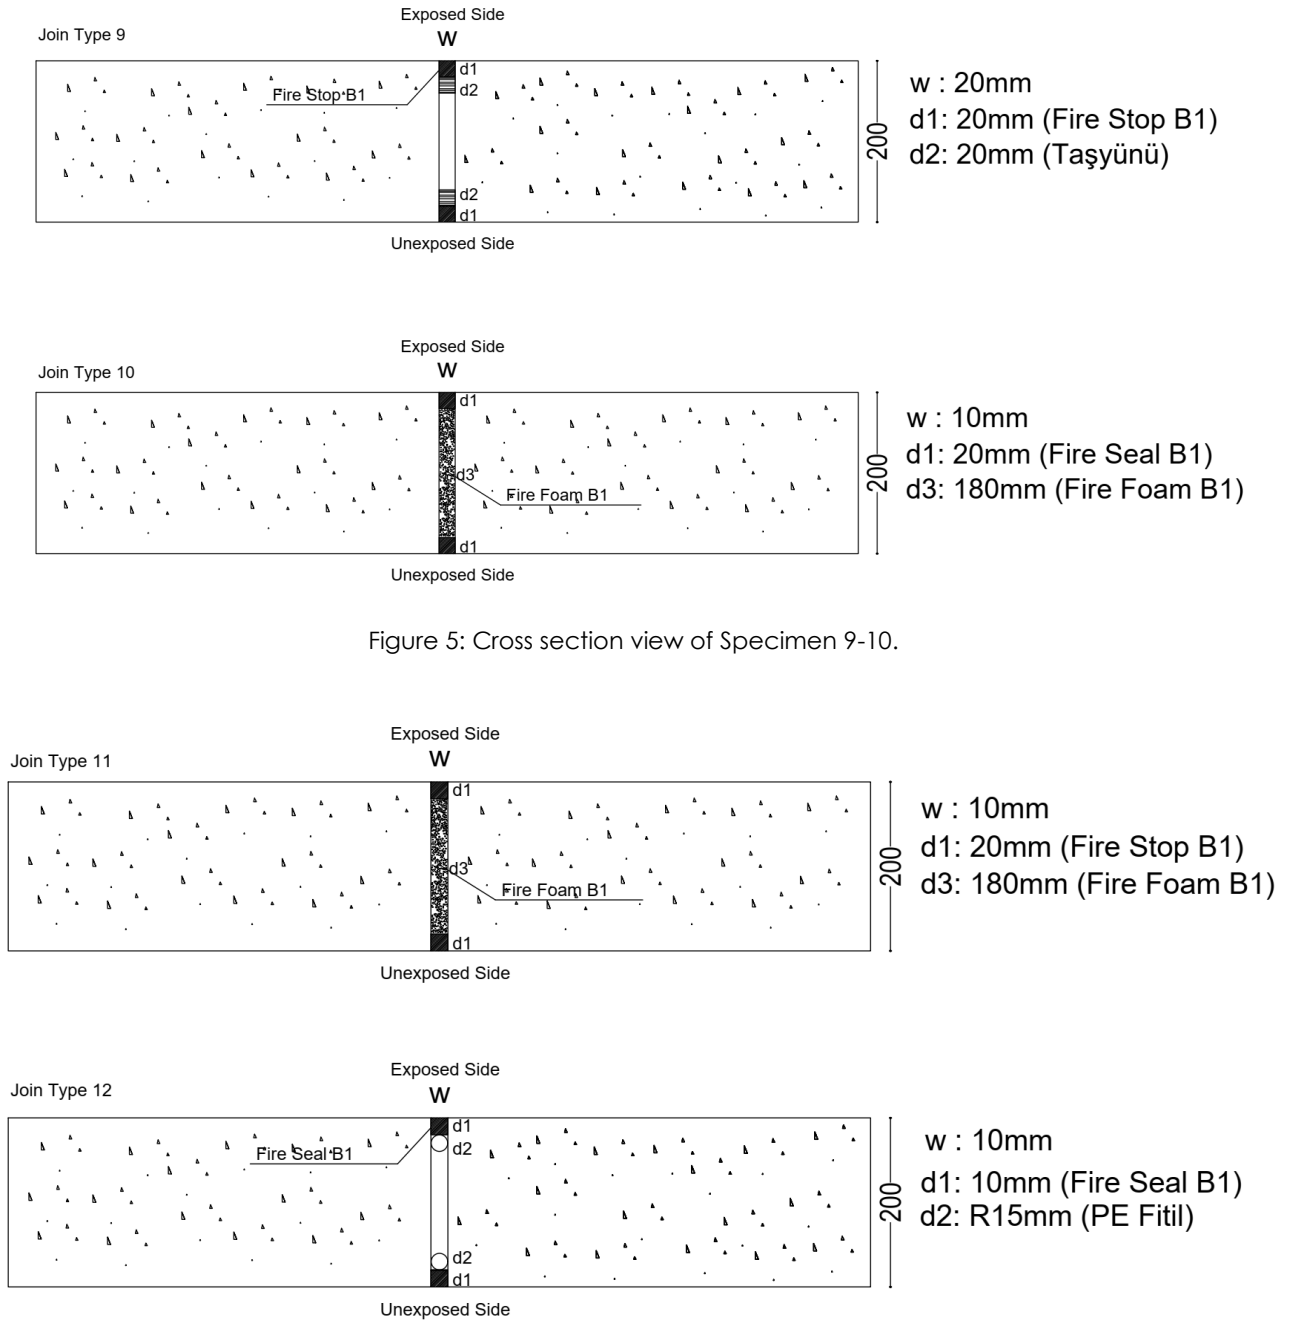 Exposed Side
Join Type 9
W
d1
d2
Fire Stop B1
d2
d1
200
w : 20mm
d1: 20mm (Fire Stop B1)
d2: 20mm (Taşyünü)
Unexposed Side
Exposed Side
Join Type 10
W
d1
d3
Fire Foam B1
d1
200
w : 10mm
d1: 20mm (Fire Seal B1)
d3: 180mm (Fire Foam B1)
Unexposed Side
Figure 5: Cross section view of Specimen 9-10.
Exposed Side
Join Type 11
W
d1
d3
Fire Foam B1
d1
200
w : 10mm
d1: 20mm (Fire Stop B1)
d3: 180mm (Fire Foam B1)
Unexposed Side
Exposed Side
Join Type 12
W
d1
d2
Fire Seal B1
d2
d1
200
w : 10mm
d1: 10mm (Fire Seal B1)
d2: R15mm (PE Fitil)
Unexposed Side